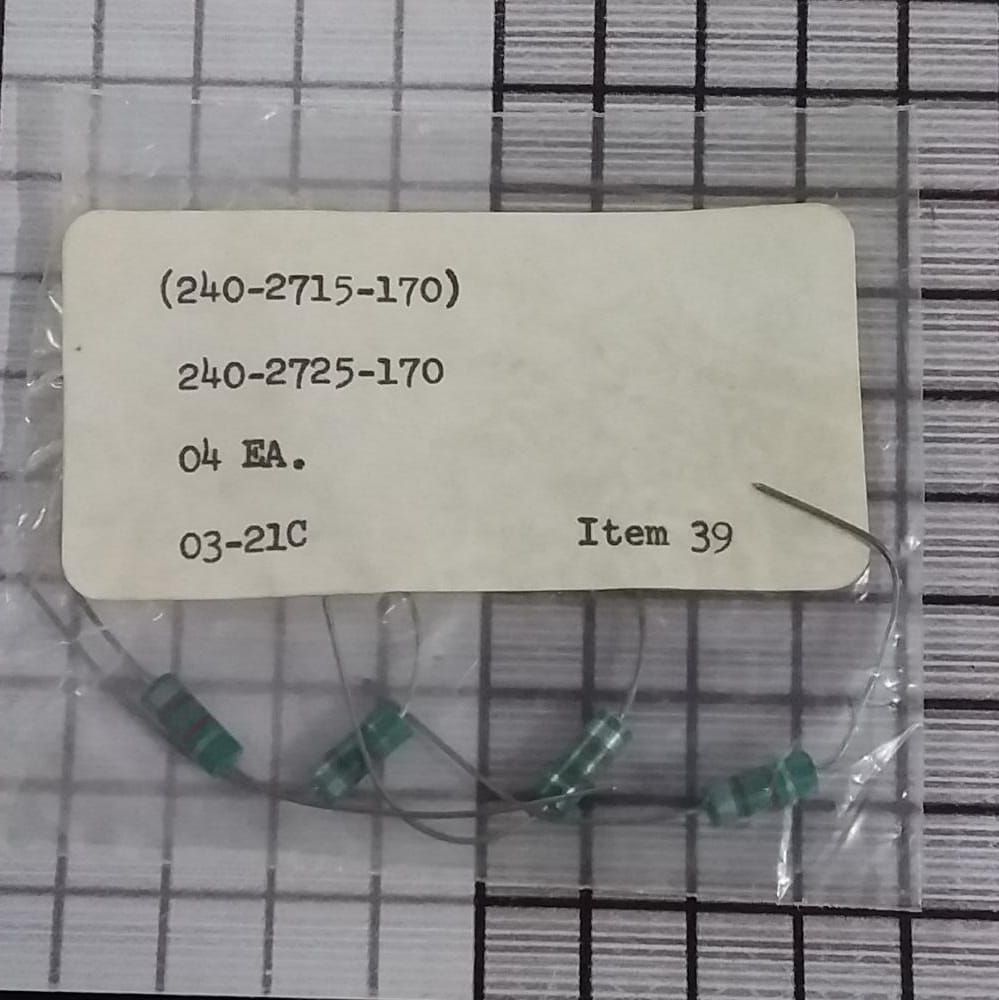 (240-2715-170)
240-2725-170
04 EA.
03-21C
Item 39